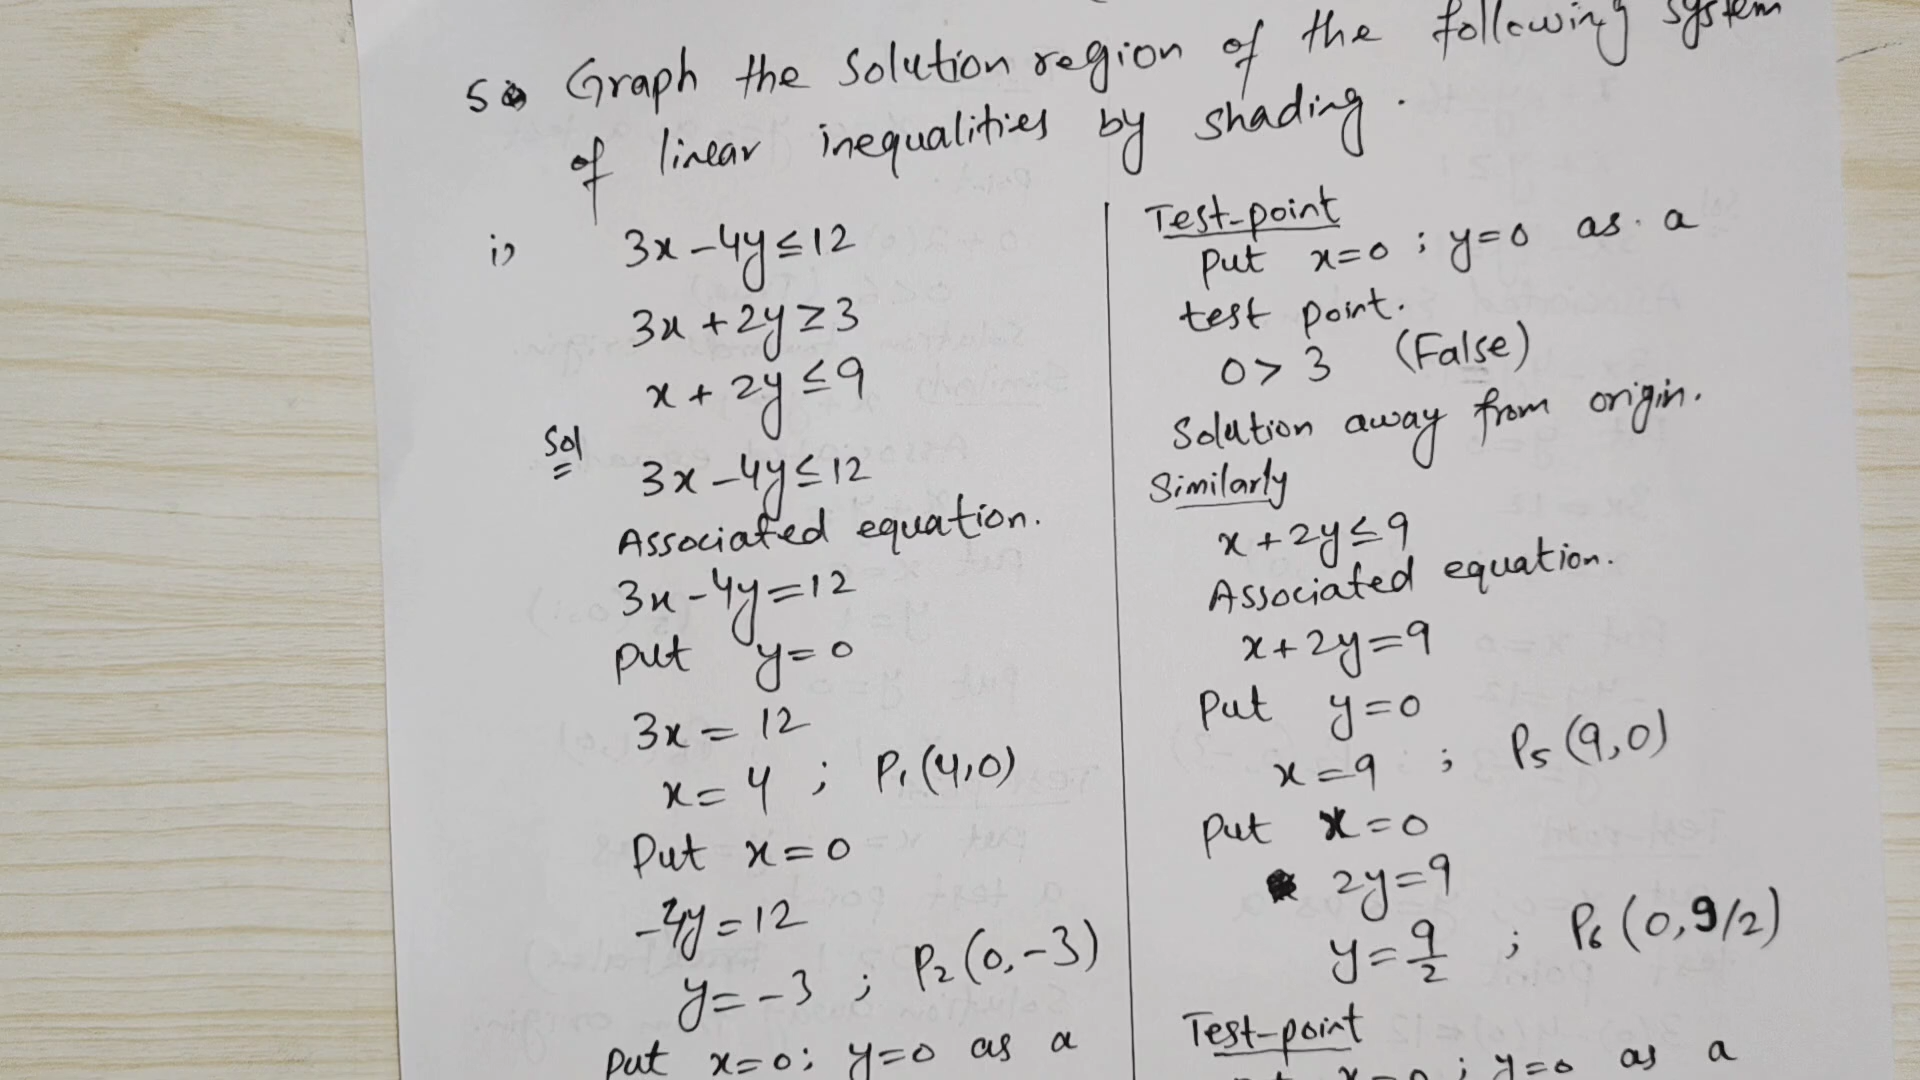 5. Graph the solution region of the following system
of linear inequalities by shading.
i) 3x - 4y ≤ 12
3x + 2y ≥ 3
x + 2y ≤ 9
Sol
3x - 4y ≤ 12
Associated equation.
3x - 4y = 12
put y = 0
3x = 12
x = 4 ; P₁(4,0)
Put x = 0
-4y = 12
y = -3 ; P₂(0,-3)
put x=0; y=0 as a
Test-point
put x=0 ; y=0 as a
test point.
0 > 3 (False)
Solution away from origin.
Similarly
x + 2y ≤ 9
Associated equation.
x + 2y = 9
Put y = 0
x = 9 ; P₅(9,0)
Put x = 0
2y = 9
y = 9/2 ; P₆(0,9/2)
Test-point
x=0 ; y=0 as a